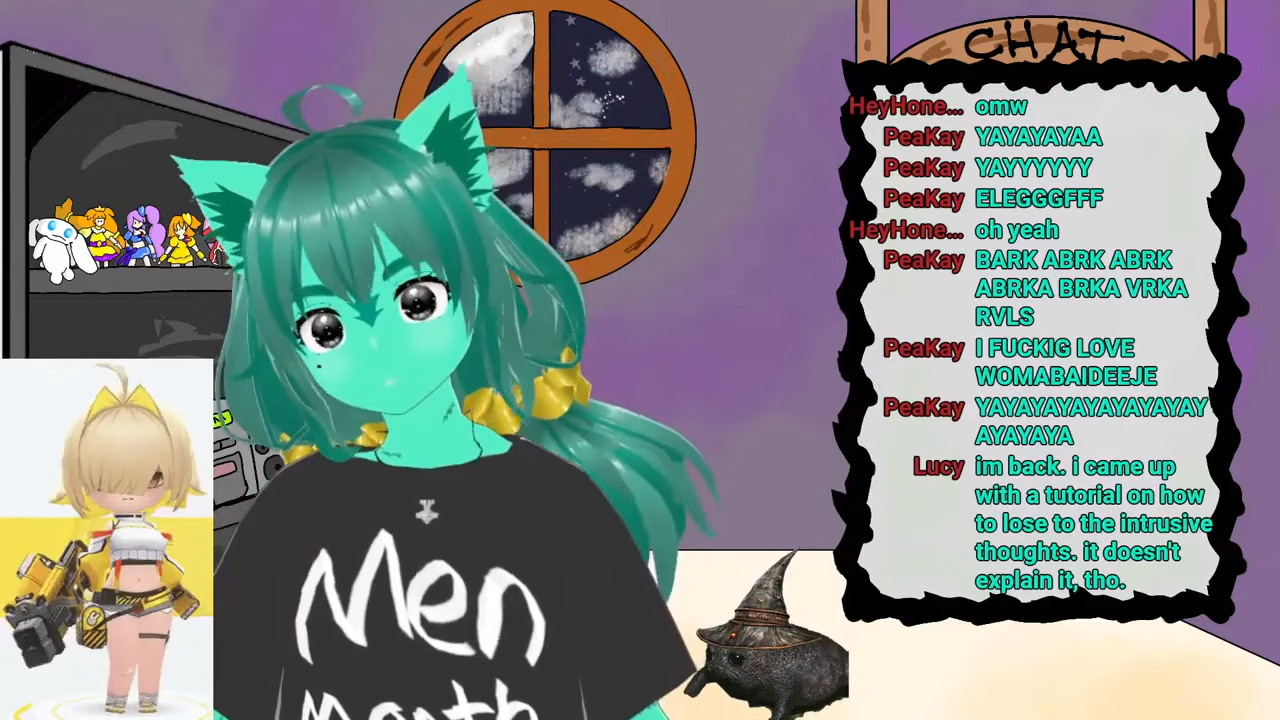 CHAT
HeyHone... omw
PeaKay YAYAYAYAA
PeaKay YAYYYYYY
PeaKay ELEGGGFFF
HeyHone... oh yeah
PeaKay BARK ABRK ABRK
ABRKA BRKA VRKA
RVLS
PeaKay I FUCKIG LOVE
WOMABAIDEEJE
PeaKay YAYAYAYAYAYAYAYAY
AYAYAYA
Lucy im back. i came up
with a tutorial on how
to lose to the intrusive
thoughts. it doesn't
explain it, tho.
Men
Month